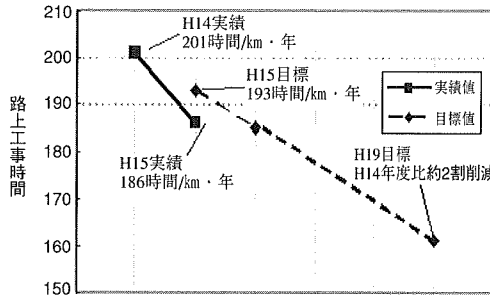 210
200
190
180
170
160
150
路上工事時間
H14実績
201時間/km・年
H15目標
193時間/km・年
H15実績
186時間/km・年
実績値
目標値
H19目標
H14年度比約2割削減